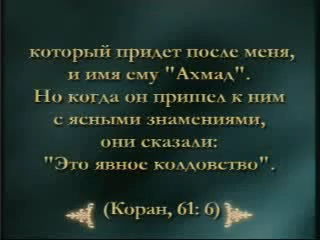 который придет после меня,
и имя ему "Ахмад".
Но когда он пришел к ним
с ясными знамениями,
они сказали:
"Это явное колдовство".
(Коран, 61: 6)